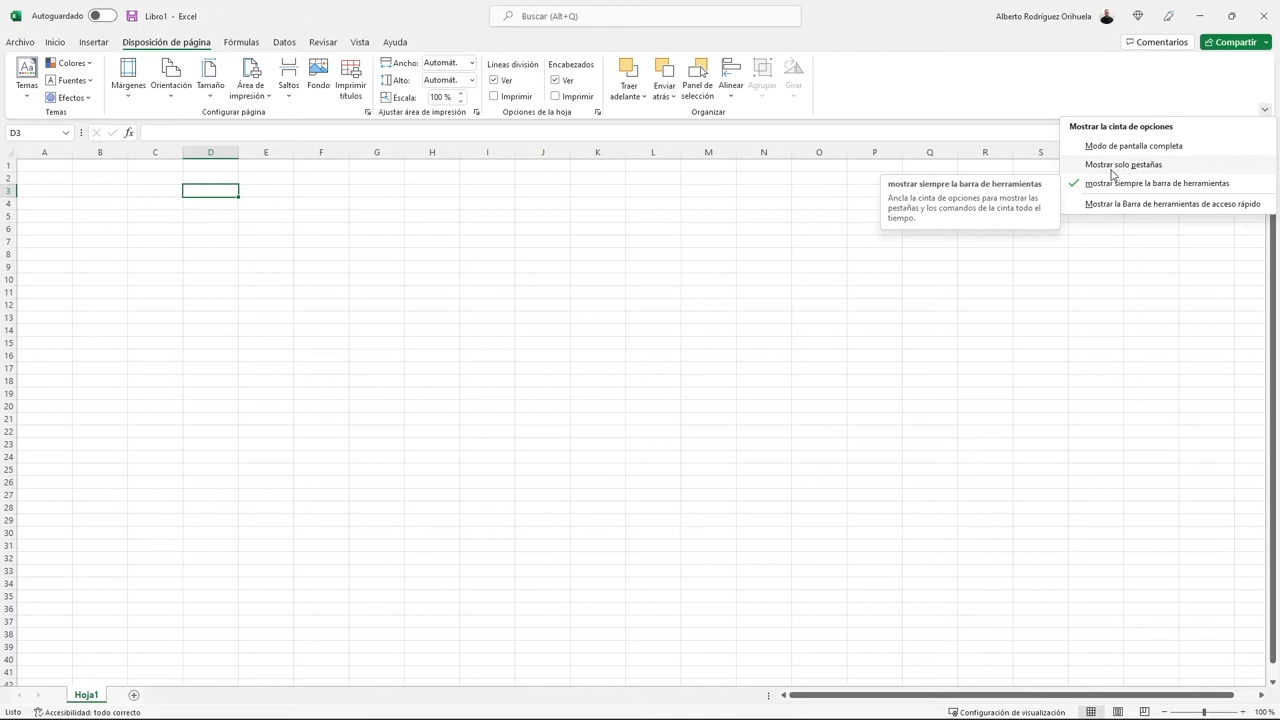 Autoguardado
Libro1 - Excel
Buscar (Alt+Q)
Alberto Rodríguez Orihuela
Archivo Inicio Insertar Disposición de página Fórmulas Datos Revisar Vista Ayuda
Comentarios
Compartir
Temas
Colores
Fuentes
Efectos
Temas
Márgenes
Orientación
Tamaño
Área de impresión
Saltos
Fondo
Imprimir títulos
Configurar página
Ancho: Automát.
Alto: Automát.
Escala: 100 %
Ajustar área de impresión
Líneas división
Ver
Imprimir
Encabezados
Ver
Imprimir
Opciones de la hoja
Traer adelante
Enviar atrás
Panel de selección
Alinear
Agrupar
Girar
Organizar
Mostrar la cinta de opciones
Modo de pantalla completa
Mostrar solo pestañas
mostrar siempre la barra de herramientas
Mostrar la Barra de herramientas de acceso rápido
mostrar siempre la barra de herramientas
Ancla la cinta de opciones para mostrar las
pestañas y los comandos de la cinta todo el
tiempo.
D3
fx
A B C D E F G H I J K L M N O P Q R S
1
2
3
4
5
6
7
8
9
10
11
12
13
14
15
16
17
18
19
20
21
22
23
24
25
26
27
28
29
30
31
32
33
34
35
36
37
38
39
40
41
42
Hoja1
Listo
Accesibilidad: todo correcto
Configuración de visualización
100 %